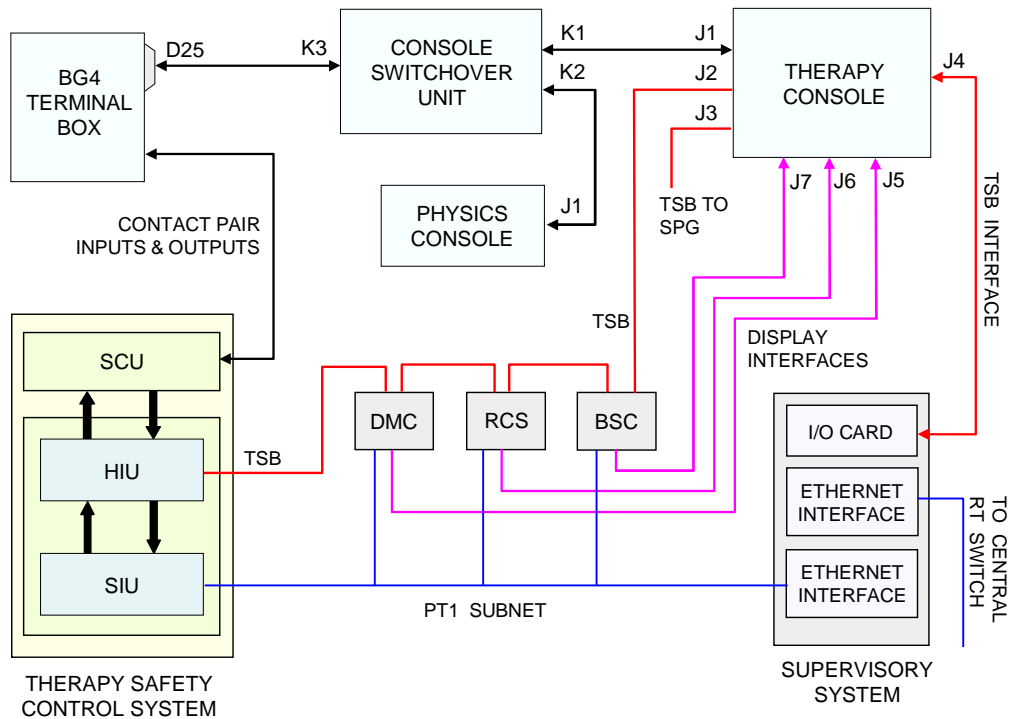 BG4
TERMINAL
BOX
D25
K3
CONSOLE
SWITCHOVER
UNIT
K1
K2
J1
J2
J3
THERAPY
CONSOLE
J4
J7
J6
J5
TSB TO
SPG
PHYSICS
CONSOLE
J1
CONTACT PAIR
INPUTS & OUTPUTS
TSB INTERFACE
TSB
DISPLAY
INTERFACES
SCU
HIU
SIU
TSB
DMC
RCS
BSC
I/O CARD
ETHERNET
INTERFACE
ETHERNET
INTERFACE
TO CENTRAL
RT SWITCH
PT1 SUBNET
THERAPY SAFETY
CONTROL SYSTEM
SUPERVISORY
SYSTEM